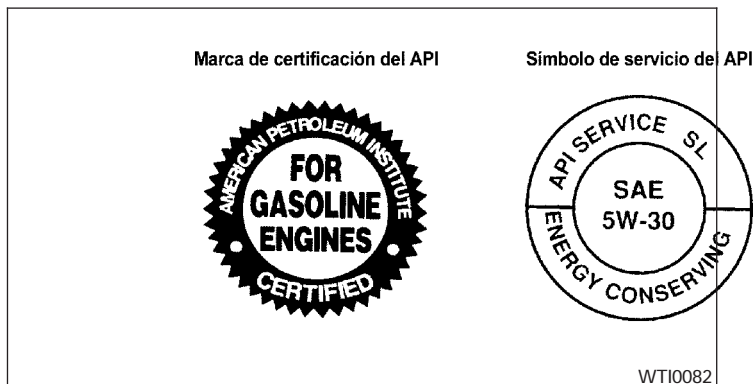 Marca de certificación del API
Símbolo de servicio del API
AMERICAN PETROLEUM INSTITUTE
FOR
GASOLINE
ENGINES
CERTIFIED
API SERVICE SL
SAE
5W-30
ENERGY CONSERVING
WTI0082